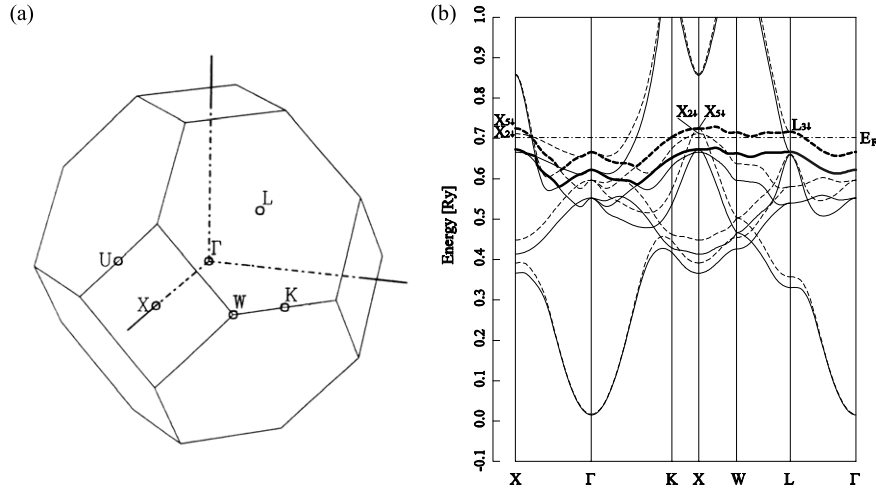 (a)
L
U
Γ
X
W
K
(b)
1.0
0.9
0.8
X5↓
X2↓
X2↓ X5↓
L3↓
0.7
EF
0.6
0.5
0.4
0.3
0.2
0.1
0.0
-0.1
Energy [Ry]
X Γ K X W L Γ